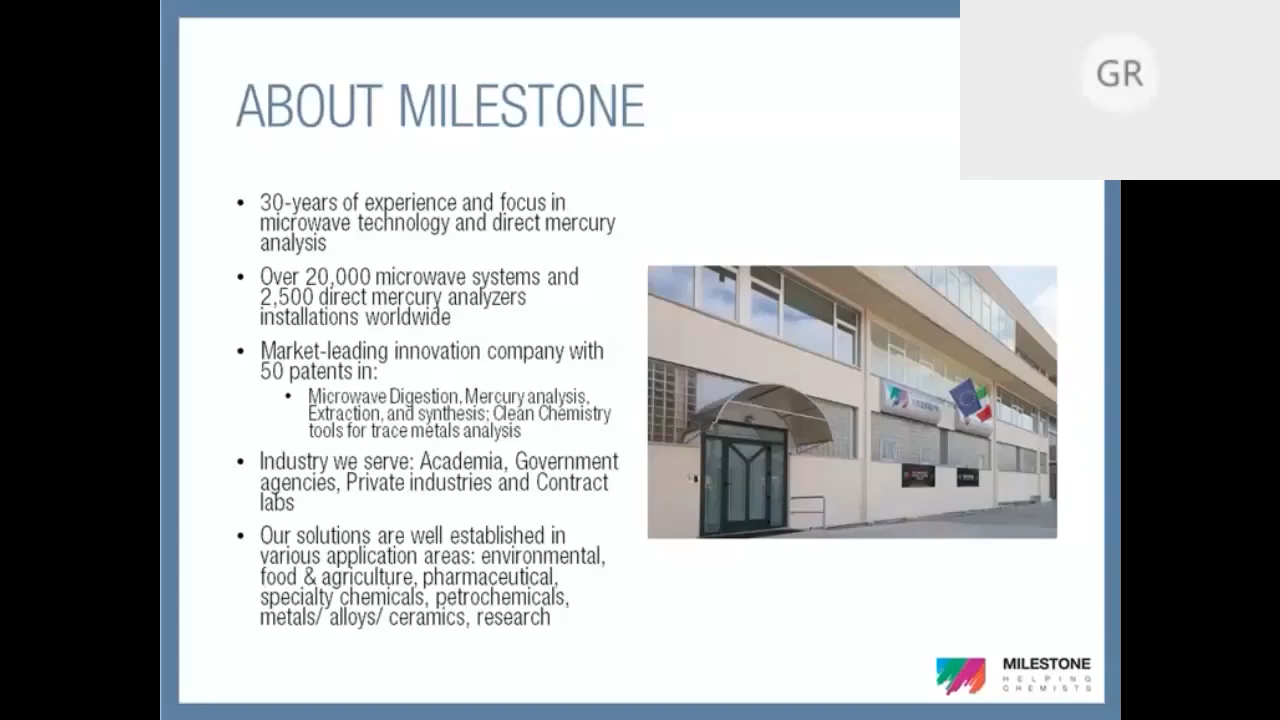 GR
ABOUT MILESTONE
• 30-years of experience and focus in
microwave technology and direct mercury
analysis
• Over 20,000 microwave systems and
2,500 direct mercury analyzers
installations worldwide
• Market-leading innovation company with
50 patents in:
• Microwave Digestion, Mercury analysis,
Extraction, and synthesis; Clean Chemistry
tools for trace metals analysis
• Industry we serve: Academia, Government
agencies, Private industries and Contract
labs
• Our solutions are well established in
various application areas: environmental,
food & agriculture, pharmaceutical,
specialty chemicals, petrochemicals,
metals/ alloys/ ceramics, research
MILESTONE
HELPING
CHEMISTS